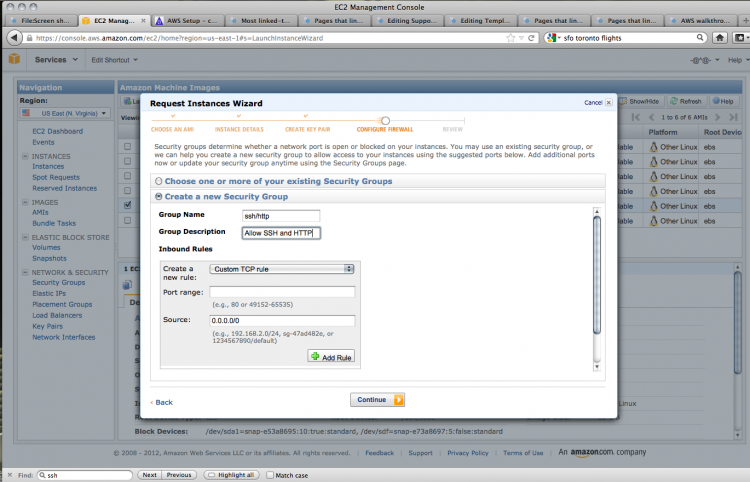 EC2 Management Console
FileScreen sh...
EC2 Manag...
AWS Setup – c...
Most linked–t...
Pages that lin...
Editing Suppo...
Editing Templ...
Pages that lin...
Pages that lin...
AWS walkthro...
https://console.aws.amazon.com/ec2/home?region=us-east-1#s=LaunchInstanceWizard
sfo toronto flights
Services
Edit Shortcut
Help
Navigation
Region:
US East (N. Virginia)
EC2 Dashboard
Events
INSTANCES
Instances
Spot Requests
Reserved Instances
IMAGES
AMIs
Bundle Tasks
ELASTIC BLOCK STORE
Volumes
Snapshots
NETWORK & SECURITY
Security Groups
Elastic IPs
Placement Groups
Load Balancers
Key Pairs
Network Interfaces
Amazon Machine Images
Show/Hide
Refresh
Help
Viewin
1 to 6 of 6 AMIs
Platform
Root Devic
Other Linux
ebs
Other Linux
ebs
Other Linux
ebs
Other Linux
ebs
Other Linux
ebs
Other Linux
ebs
Request Instances Wizard
Cancel
CHOOSE AN AMI
INSTANCE DETAILS
CREATE KEY PAIR
CONFIGURE FIREWALL
REVIEW
Security groups determine whether a network port is open or blocked on your instances. You may use an existing security group, or
we can help you create a new security group to allow access to your instances using the suggested ports below. Add additional ports
now or update your security group anytime using the Security Groups page.
Choose one or more of your existing Security Groups
Create a new Security Group
Group Name
ssh/http
Group Description
Allow SSH and HTTP
Inbound Rules
Create a
new rule:
Custom TCP rule
Port range:
(e.g., 80 or 49152-65535)
Source:
0.0.0.0/0
(e.g., 192.168.2.0/24, sg-47ad482e, or
1234567890/default)
Add Rule
Back
Continue
1 EC
Block Devices:
/dev/sda1=snap-e53a8695:10:true:standard, /dev/sdf=snap-e73a8697:5:false:standard
© 2008 - 2012, Amazon Web Services LLC or its affiliates. All rights reserved.
Feedback
Support
Privacy Policy
Terms of Use
An amazon.com company
Find:
ssh
Next
Previous
Highlight all
Match case